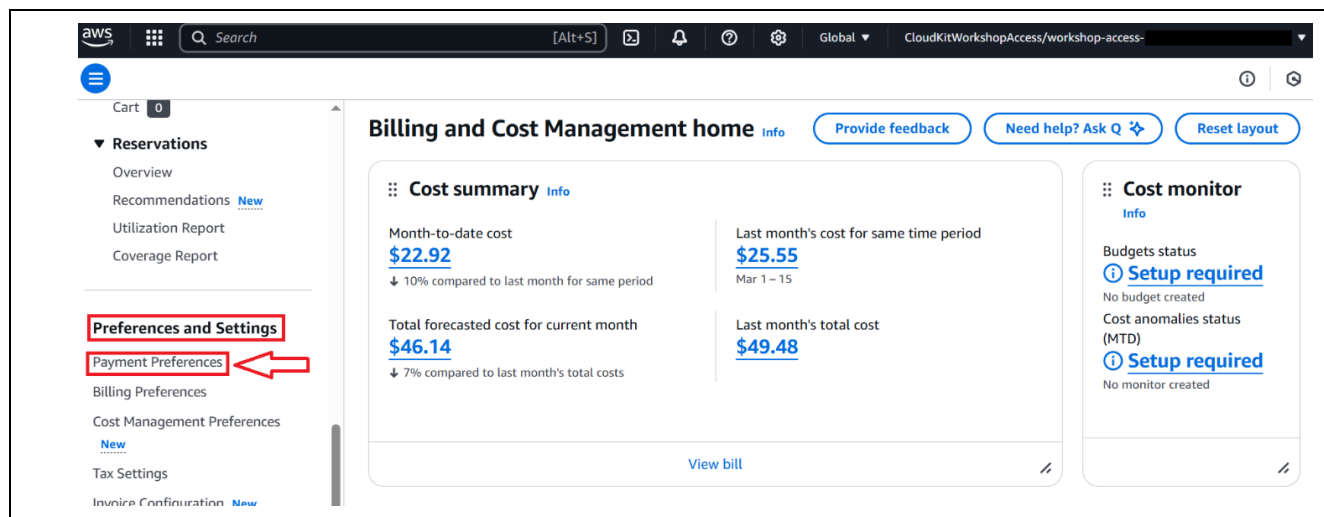 aws
Search [Alt+S] Global CloudKitWorkshopAccess/workshop-access-
Cart 0
Reservations
Overview
Recommendations New
Utilization Report
Coverage Report
Preferences and Settings
Payment Preferences
Billing Preferences
Cost Management Preferences
New
Tax Settings
Invoice Configuration New
Billing and Cost Management home Info Provide feedback Need help? Ask Q Reset layout
Cost summary Info
Month-to-date cost
$22.92
↓ 10% compared to last month for same period
Last month's cost for same time period
$25.55
Mar 1 – 15
Total forecasted cost for current month
$46.14
↓ 7% compared to last month's total costs
Last month's total cost
$49.48
View bill
Cost monitor
Info
Budgets status
Setup required
No budget created
Cost anomalies status
(MTD)
Setup required
No monitor created